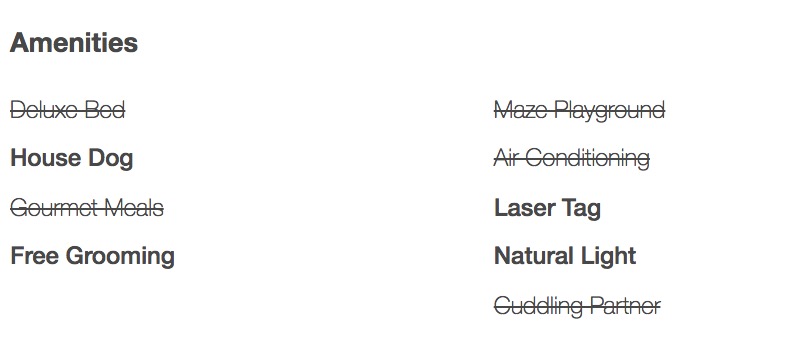 Amenities
Deluxe Bed
House Dog
Gourmet Meals
Free Grooming
Maze Playground
Air Conditioning
Laser Tag
Natural Light
Cuddling Partner